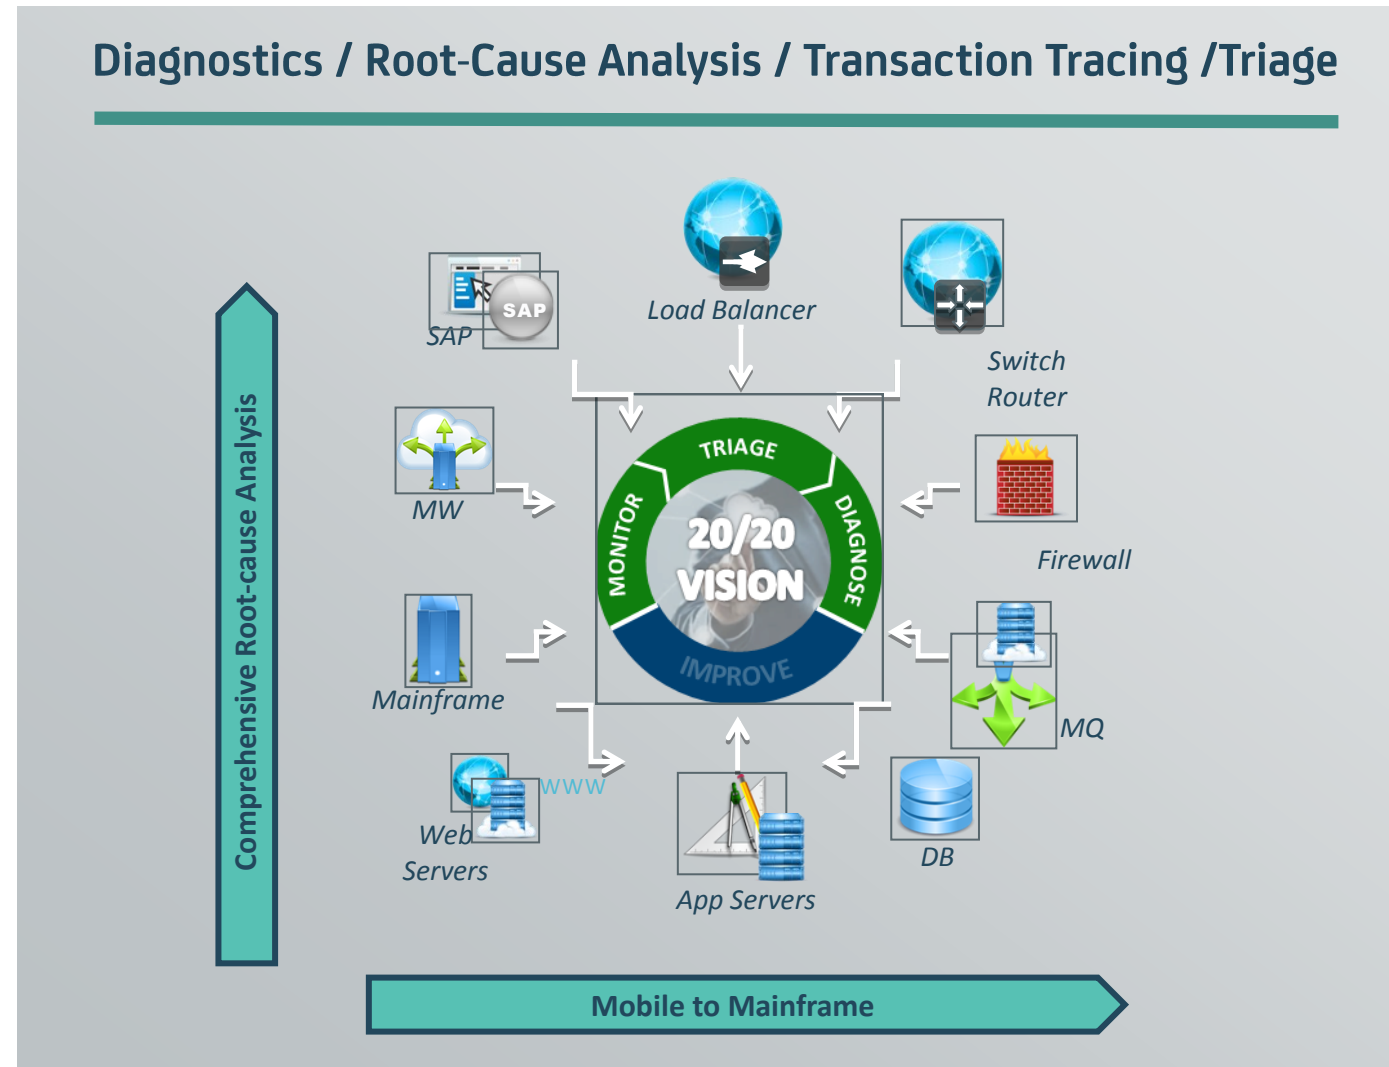 Diagnostics / Root-Cause Analysis / Transaction Tracing /Triage
Load Balancer
SAP
SAP
Switch
Router
Comprehensive Root-cause Analysis
MW
TRIAGE
MONITOR
DIAGNOSE
20/20
VISION
IMPROVE
Firewall
Mainframe
MQ
www
Web
Servers
DB
App Servers
Mobile to Mainframe